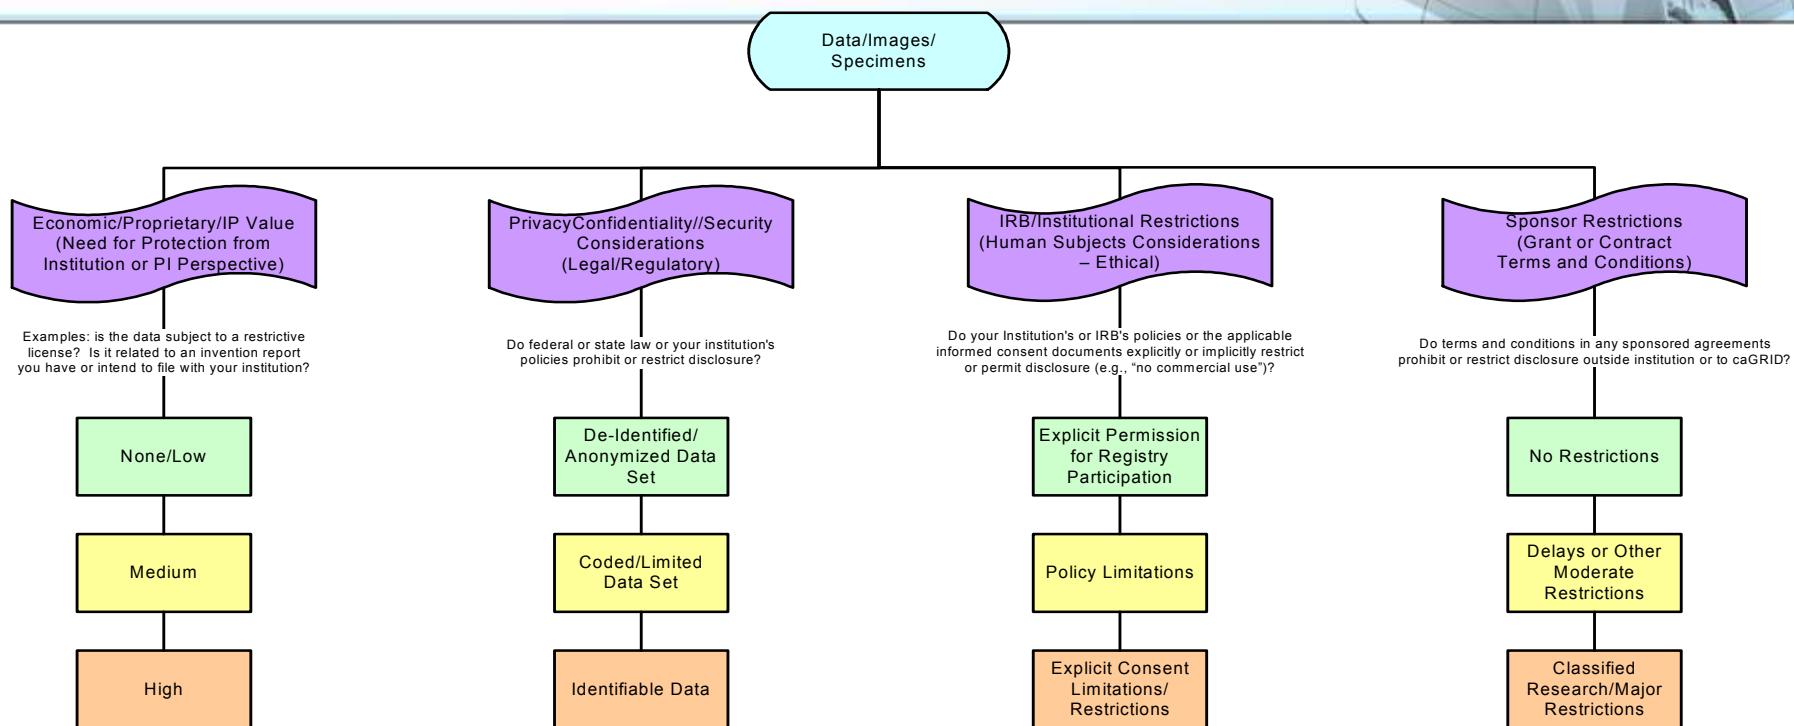 Data/Images/
Specimens
Economic/Proprietary/IP Value
(Need for Protection from
Institution or PI Perspective)
PrivacyConfidentiality//Security
Considerations
(Legal/Regulatory)
IRB/Institutional Restrictions
(Human Subjects Considerations
– Ethical)
Sponsor Restrictions
(Grant or Contract
Terms and Conditions)
Examples: is the data subject to a restrictive
license? Is it related to an invention report
you have or intend to file with your institution?
Do federal or state law or your institution's
policies prohibit or restrict disclosure?
Do your Institution's or IRB's policies or the applicable
informed consent documents explicitly or implicitly restrict
or permit disclosure (e.g., “no commercial use”)?
Do terms and conditions in any sponsored agreements
prohibit or restrict disclosure outside institution or to caGRID?
None/Low
De-Identified/
Anonymized Data
Set
Explicit Permission
for Registry
Participation
No Restrictions
Medium
Coded/Limited
Data Set
Policy Limitations
Delays or Other
Moderate
Restrictions
High
Identifiable Data
Explicit Consent
Limitations/
Restrictions
Classified
Research/Major
Restrictions